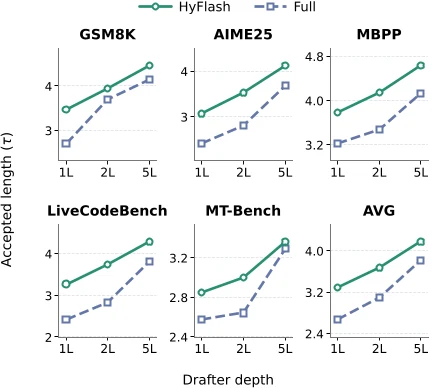 HyFlash Full
GSM8K AIME25 MBPP
4 3
4 3
4.8 4.0 3.2
1L 2L 5L 1L 2L 5L 1L 2L 5L
LiveCodeBench MT-Bench AVG
4 3 2
3.2 2.8 2.4
4.0 3.2 2.4
1L 2L 5L 1L 2L 5L 1L 2L 5L
Accepted length (τ)
Drafter depth